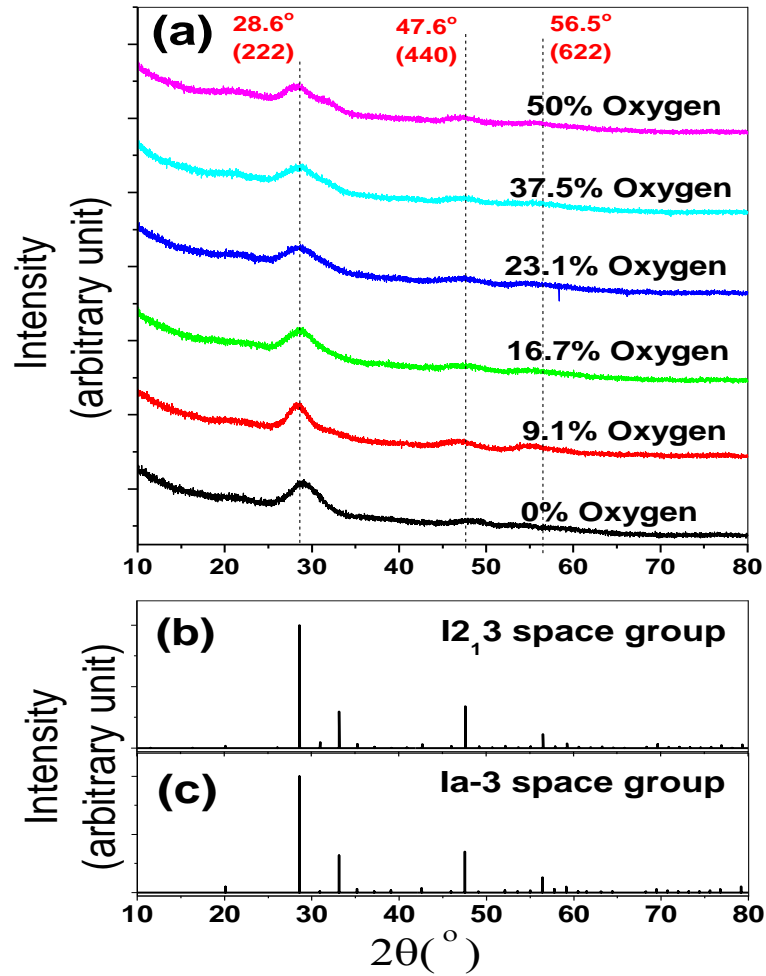 (a)
28.6° 47.6° 56.5°
(222) (440) (622)
50% Oxygen
37.5% Oxygen
23.1% Oxygen
16.7% Oxygen
9.1% Oxygen
0% Oxygen
Intensity
(arbitrary unit)
10 20 30 40 50 60 70 80
(b) I2₁3 space group
(c) Ia-3 space group
Intensity
(arbitrary unit)
10 20 30 40 50 60 70 80
2θ(°)